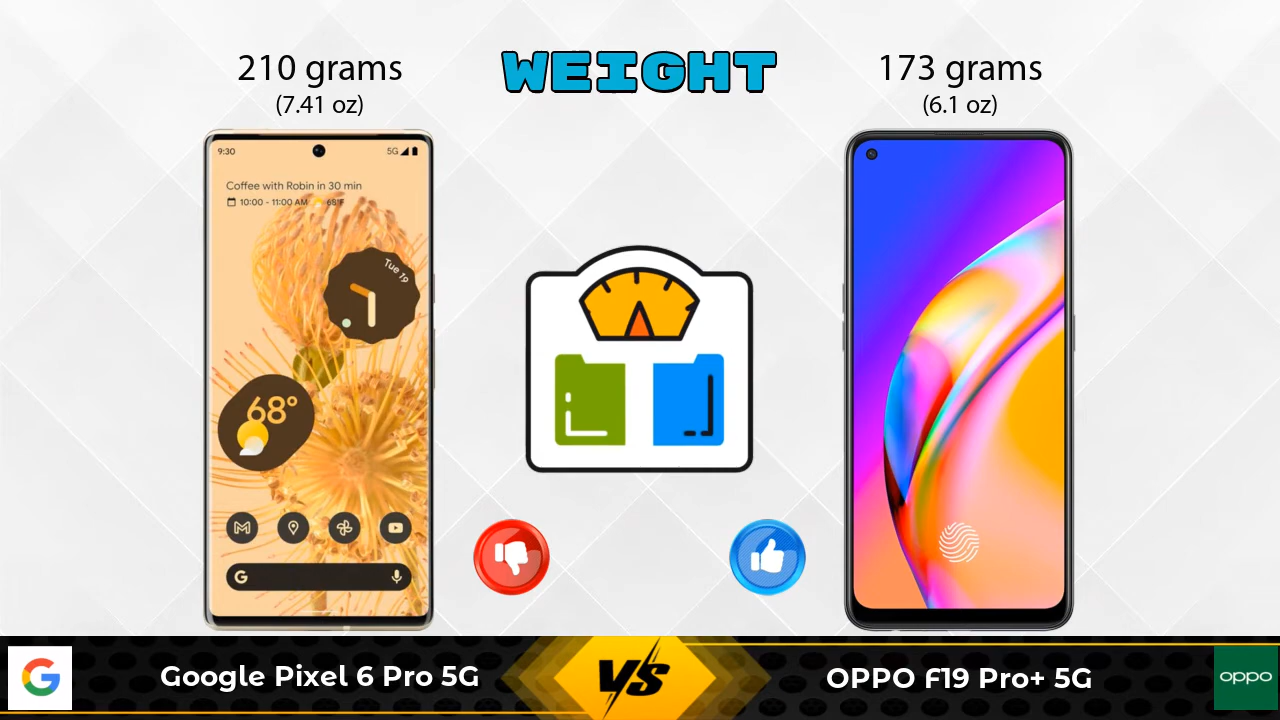 WEIGHT
210 grams
(7.41 oz)
173 grams
(6.1 oz)
9:30
5G
Coffee with Robin in 30 min
10:00 - 11:00 AM 68°F
Tue 19
68°
G
Google Pixel 6 Pro 5G
VS
OPPO F19 Pro+ 5G
oppo